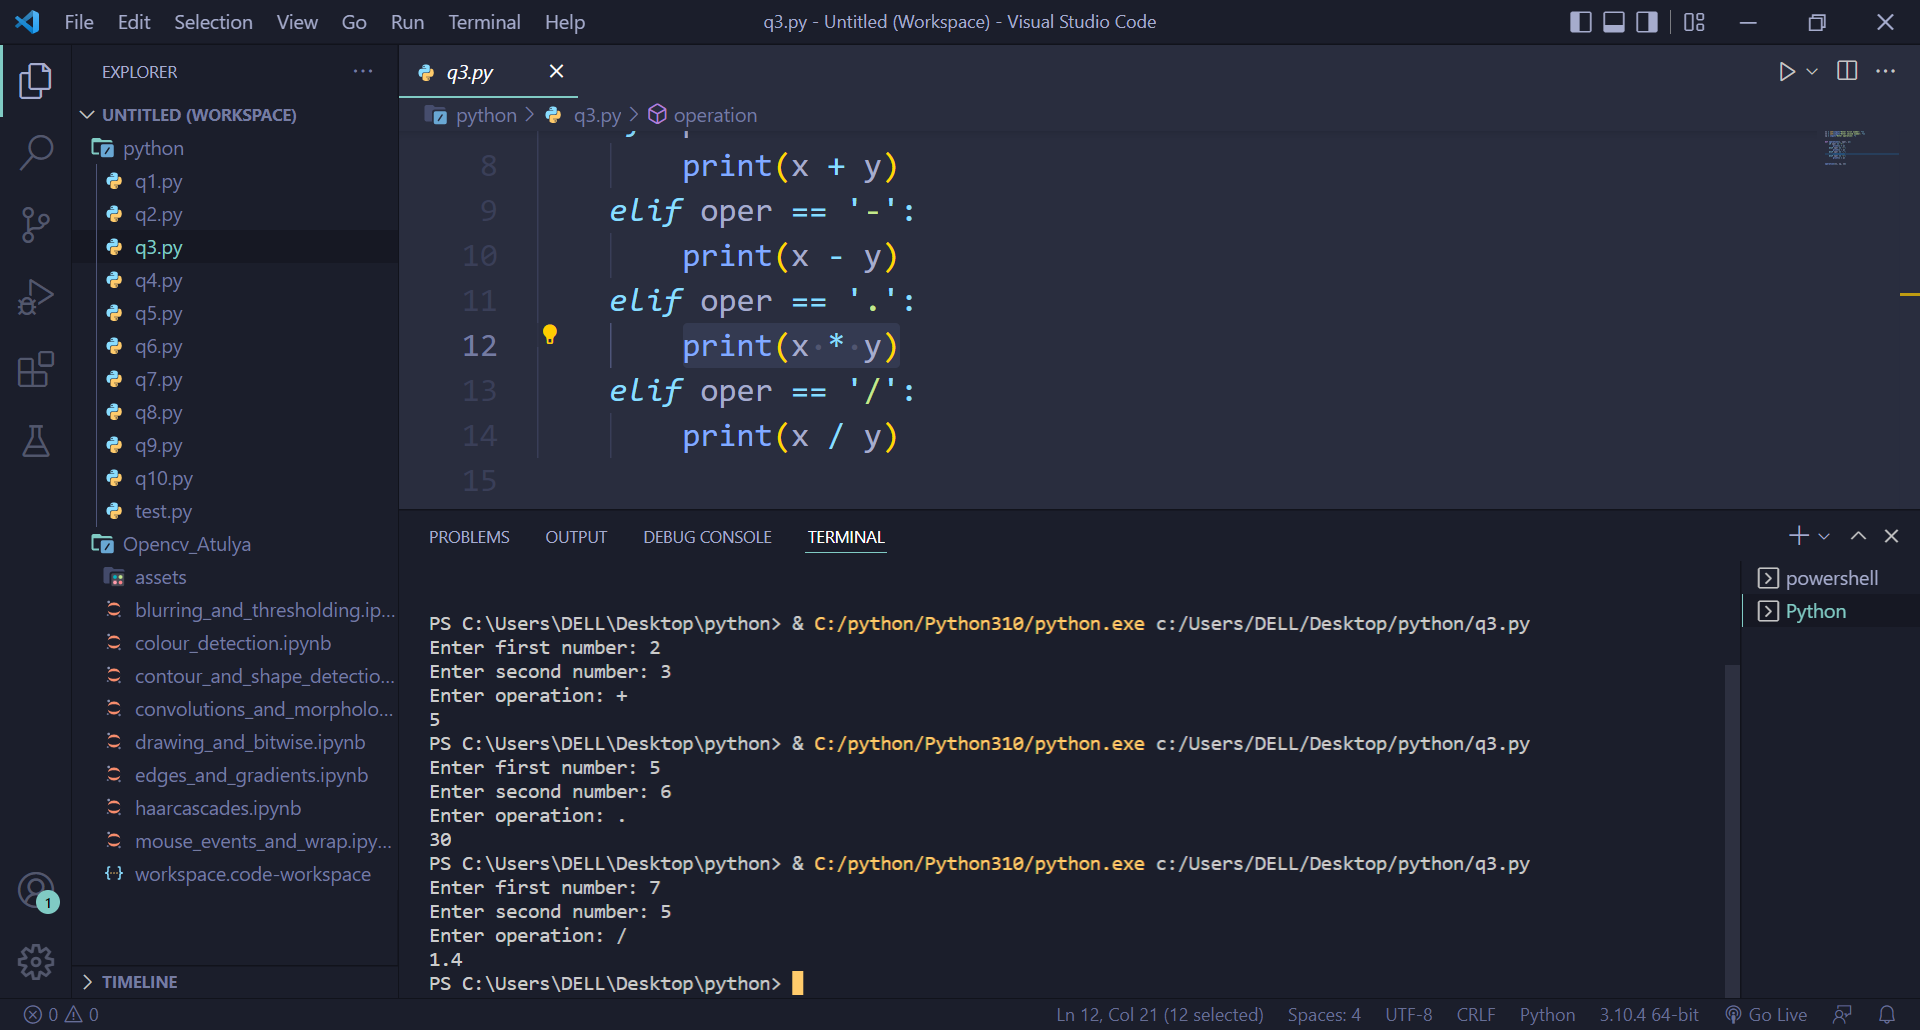 File Edit Selection View Go Run Terminal Help
q3.py - Untitled (Workspace) - Visual Studio Code
EXPLORER
UNTITLED (WORKSPACE)
python
q1.py
q2.py
q3.py
q4.py
q5.py
q6.py
q7.py
q8.py
q9.py
q10.py
test.py
Opencv_Atulya
assets
blurring_and_thresholding.ip...
colour_detection.ipynb
contour_and_shape_detectio...
convolutions_and_morpholo...
drawing_and_bitwise.ipynb
edges_and_gradients.ipynb
haarcascades.ipynb
mouse_events_and_wrap.ipy...
workspace.code-workspace
TIMELINE
1
q3.py
python > q3.py > operation
8 print(x + y)
9 elif oper == '-':
10 print(x - y)
11 elif oper == '.':
12 print(x * y)
13 elif oper == '/':
14 print(x / y)
15
PROBLEMS OUTPUT DEBUG CONSOLE TERMINAL
PS C:\Users\DELL\Desktop\python> & C:/python/Python310/python.exe c:/Users/DELL/Desktop/python/q3.py
Enter first number: 2
Enter second number: 3
Enter operation: +
5
PS C:\Users\DELL\Desktop\python> & C:/python/Python310/python.exe c:/Users/DELL/Desktop/python/q3.py
Enter first number: 5
Enter second number: 6
Enter operation: .
30
PS C:\Users\DELL\Desktop\python> & C:/python/Python310/python.exe c:/Users/DELL/Desktop/python/q3.py
Enter first number: 7
Enter second number: 5
Enter operation: /
1.4
PS C:\Users\DELL\Desktop\python>
powershell
Python
0 0
Ln 12, Col 21 (12 selected) Spaces: 4 UTF-8 CRLF Python 3.10.4 64-bit Go Live